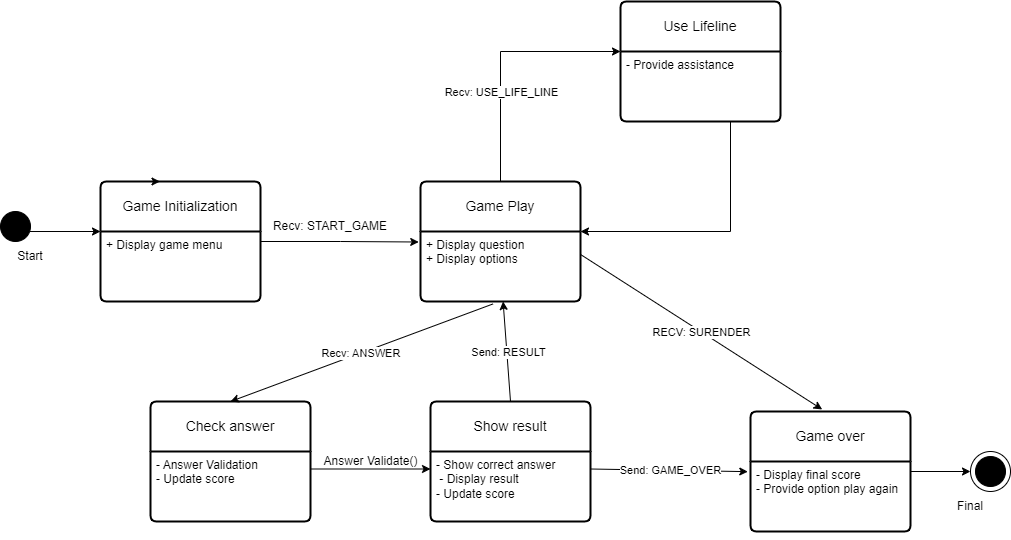 Use Lifeline
- Provide assistance
Recv: USE_LIFE_LINE
Game Initialization
+ Display game menu
Start
Recv: START_GAME
Game Play
+ Display question
+ Display options
Recv: ANSWER
Send: RESULT
RECV: SURENDER
Check answer
- Answer Validation
- Update score
Answer Validate()
Show result
- Show correct answer
- Display result
- Update score
Send: GAME_OVER
Game over
- Display final score
- Provide option play again
Final